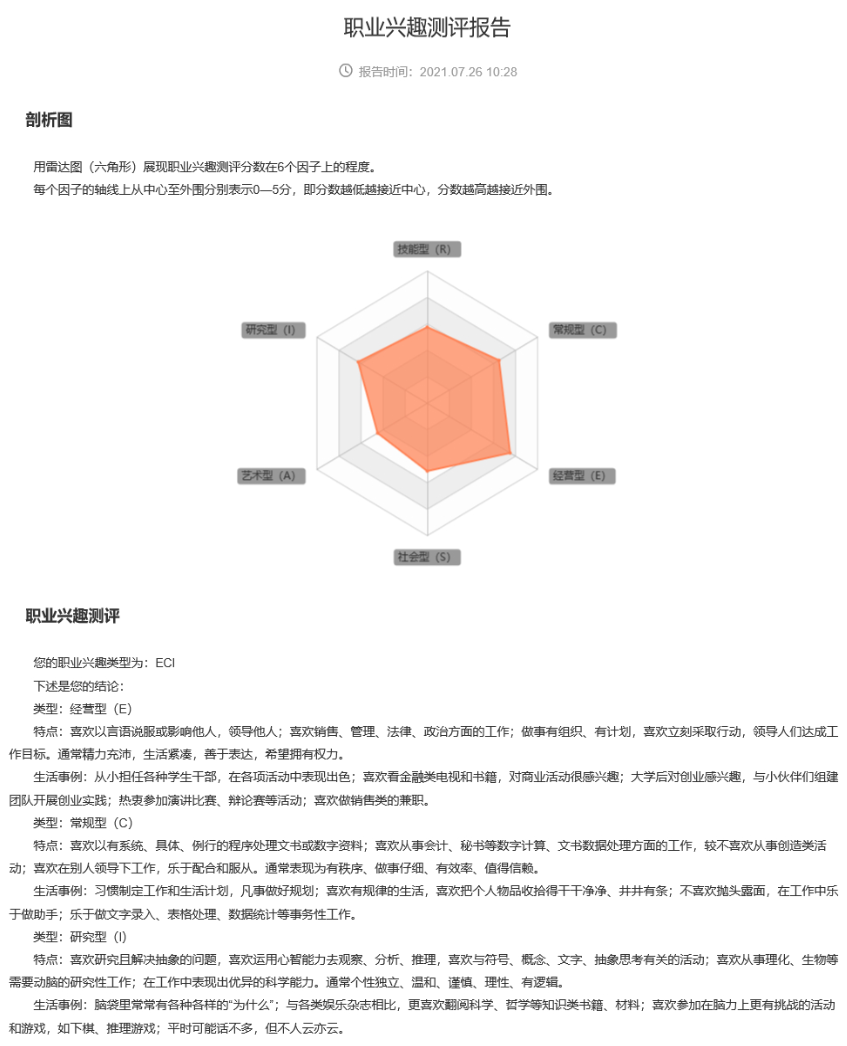 职业兴趣测评报告
报告时间：2021.07.26 10:28
剖析图
用雷达图（六角形）展现职业兴趣测评分数在6个因子上的程度。
每个因子的轴线上从中心至外围分别表示0—5分，即分数越低越接近中心，分数越高越接近外围。
技能型（R）
研究型（I）
常规型（C）
艺术型（A）
经营型（E）
社会型（S）
职业兴趣测评
您的职业兴趣类型为：ECI
下述是您的结论：
类型：经营型（E）
特点：喜欢以言语说服或影响他人，领导他人；喜欢销售、管理、法律、政治方面的工作；做事有组织、有计划，喜欢立刻采取行动，领导人们达成工
作目标。通常精力充沛，生活紧凑，善于表达，希望拥有权力。
生活事例：从小担任各种学生干部，在各项活动中表现出色；喜欢看金融类电视和书籍，对商业活动很感兴趣；大学后对创业感兴趣，与小伙伴们组建
团队开展创业实践；热衷参加演讲比赛、辩论赛等活动；喜欢做销售类的兼职。
类型：常规型（C）
特点：喜欢以有系统、具体、例行的程序处理文书或数字资料；喜欢从事会计、秘书等数字计算、文书数据处理方面的工作，较不喜欢从事创造类活
动；喜欢在别人领导下工作，乐于配合和服从。通常表现为有秩序、做事仔细、有效率、值得信赖。
生活事例：习惯制定工作和生活计划，凡事做好规划；喜欢有规律的生活，喜欢把个人物品收拾得干干净净、井井有条；不喜欢抛头露面，在工作中乐
于做助手；乐于做文字录入、表格处理、数据统计等事务性工作。
类型：研究型（I）
特点：喜欢研究且解决抽象的问题，喜欢运用心智能力去观察、分析、推理，喜欢与符号、概念、文字、抽象思考有关的活动；喜欢从事理化、生物等
需要动脑的研究性工作；在工作中表现出优异的科学能力。通常个性独立、温和、谨慎、理性、有逻辑。
生活事例：脑袋里常常有各种各样的“为什么”；与各类娱乐杂志相比，更喜欢翻阅科学、哲学等知识类书籍、材料；喜欢参加在脑力上更有挑战的活动
和游戏，如下棋、推理游戏；平时可能话不多，但不人云亦云。